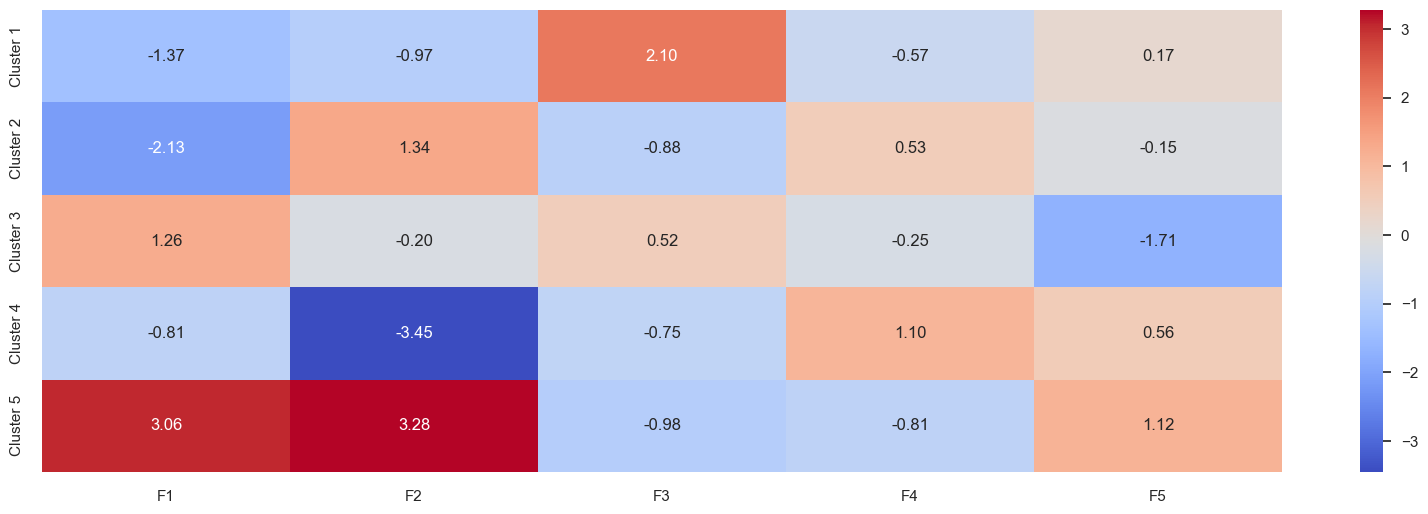 Cluster 1 -1.37 -0.97 2.10 -0.57 0.17
Cluster 2 -2.13 1.34 -0.88 0.53 -0.15
Cluster 3 1.26 -0.20 0.52 -0.25 -1.71
Cluster 4 -0.81 -3.45 -0.75 1.10 0.56
Cluster 5 3.06 3.28 -0.98 -0.81 1.12
F1 F2 F3 F4 F5
3
2
1
0
−1
−2
−3